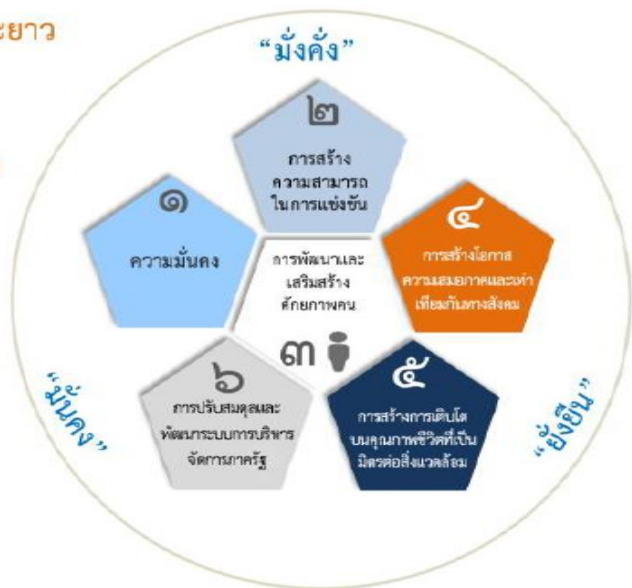 ะยาว
“มั่งคั่ง”
๒
การสร้าง
ความสามารถ
ในการแข่งขัน
๑
ความมั่นคง
๔
การสร้างโอกาส
ความเสมอภาคและเท่า
เทียมกันทางสังคม
การพัฒนาและ
เสริมสร้าง
ศักยภาพคน
๓
๖
การปรับสมดุลและ
พัฒนาระบบการบริหาร
จัดการภาครัฐ
๕
การสร้างการเติบโต
บนคุณภาพชีวิตที่เป็น
มิตรต่อสิ่งแวดล้อม
“มั่นคง”
“ยั่งยืน”